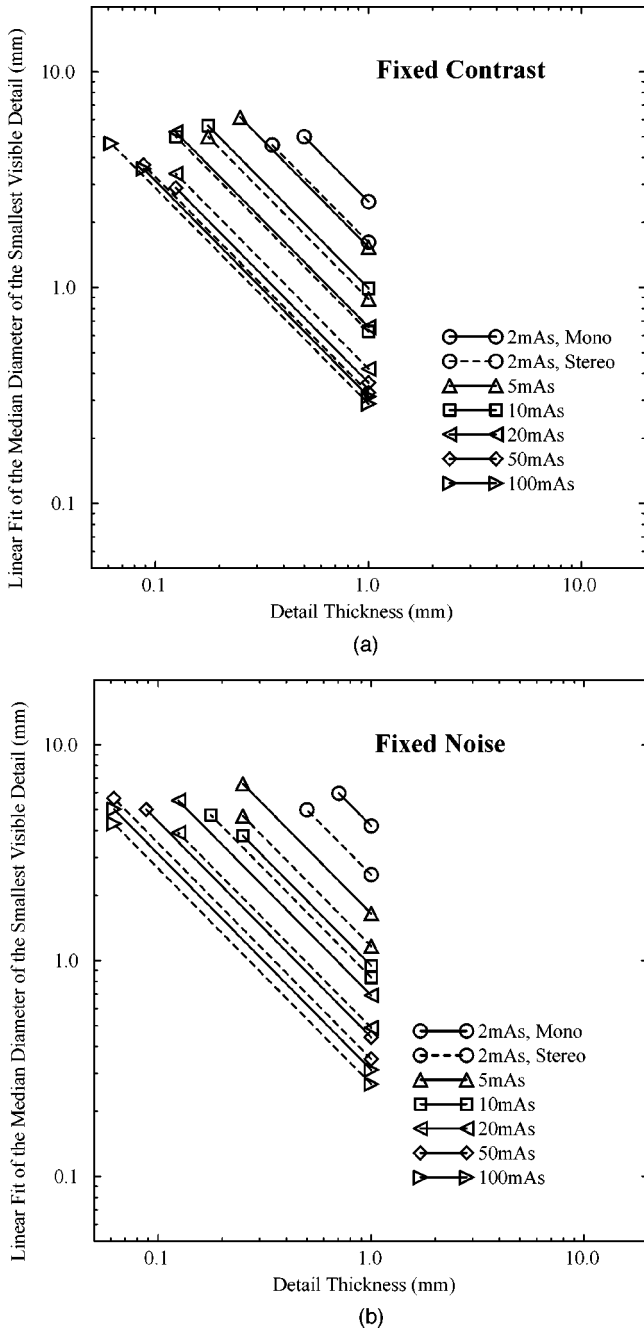 Linear Fit of the Median Diameter of the Smallest Visible Detail (mm)
10.0
1.0
0.1
Fixed Contrast
2mAs, Mono
2mAs, Stereo
5mAs
10mAs
20mAs
50mAs
100mAs
0.1 1.0 10.0
Detail Thickness (mm)
(a)
Linear Fit of the Median Diameter of the Smallest Visible Detail (mm)
10.0
1.0
0.1
Fixed Noise
2mAs, Mono
2mAs, Stereo
5mAs
10mAs
20mAs
50mAs
100mAs
0.1 1.0 10.0
Detail Thickness (mm)
(b)